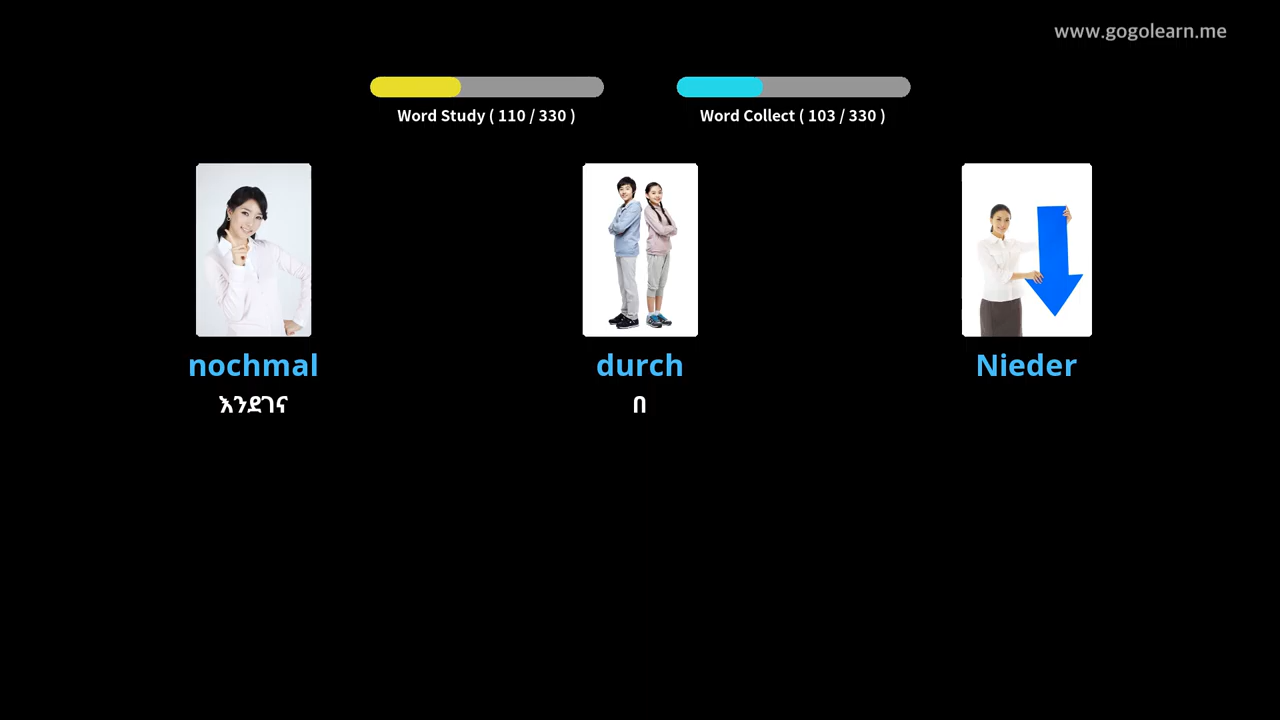 www.gogolearn.me
Word Study ( 110 / 330 )
Word Collect ( 103 / 330 )
nochmal
durch
Nieder
እንደገና
በ